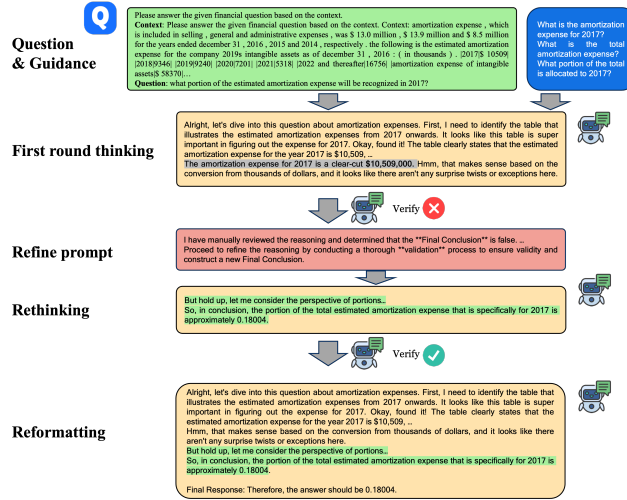 Please answer the given financial question based on the context.
Context: Please answer the given financial question based on the context. Context: amortization expense , which
is included in selling , general and administrative expenses , was $ 13.0 million , $ 13.9 million and $ 8.5 million
for the years ended december 31 , 2016 , 2015 and 2014 , respectively . the following is the estimated amortization
expense for the company 2019s intangible assets as of december 31 , 2016 : ( in thousands ) . |2017|$ 10509|
|2018|9346| |2019|9240| |2020|7201| |2021|5318| |2022 and thereafter|16756| |amortization expense of intangible
assets|$ 58370|…
Question: what portion of the estimated amortization expense will be recognized in 2017?
Q
What is the amortization
expense for 2017?
What is the total
amortization expense?
What portion of the total
is allocated to 2017?
Question
& Guidance
First round thinking
Alright, let's dive into this question about amortization expenses. First, I need to identify the table that
illustrates the estimated amortization expenses from 2017 onwards. It looks like this table is super
important in figuring out the expense for 2017. Okay, found it! The table clearly states that the estimated
amortization expense for the year 2017 is $10,509, ..
The amortization expense for 2017 is a clear-cut $10,509,000. Hmm, that makes sense based on the
conversion from thousands of dollars, and it looks like there aren't any surprise twists or exceptions here.
Verify
Refine prompt
I have manually reviewed the reasoning and determined that the **Final Conclusion** is false. ..
Proceed to refine the reasoning by conducting a thorough **validation** process to ensure validity and
construct a new Final Conclusion.
Rethinking
But hold up, let me consider the perspective of portions..
So, in conclusion, the portion of the total estimated amortization expense that is specifically for 2017 is
approximately 0.18004.
Verify
Reformatting
Alright, let's dive into this question about amortization expenses. First, I need to identify the table that
illustrates the estimated amortization expenses from 2017 onwards. It looks like this table is super
important in figuring out the expense for 2017. Okay, found it! The table clearly states that the
estimated amortization expense for the year 2017 is $10,509, ..
Hmm, that makes sense based on the conversion from thousands of dollars, and it looks like there
aren't any surprise twists or exceptions here.
But hold up, let me consider the perspective of portions..
So, in conclusion, the portion of the total estimated amortization expense that is specifically for 2017 is
approximately 0.18004.
Final Response: Therefore, the answer should be 0.18004.